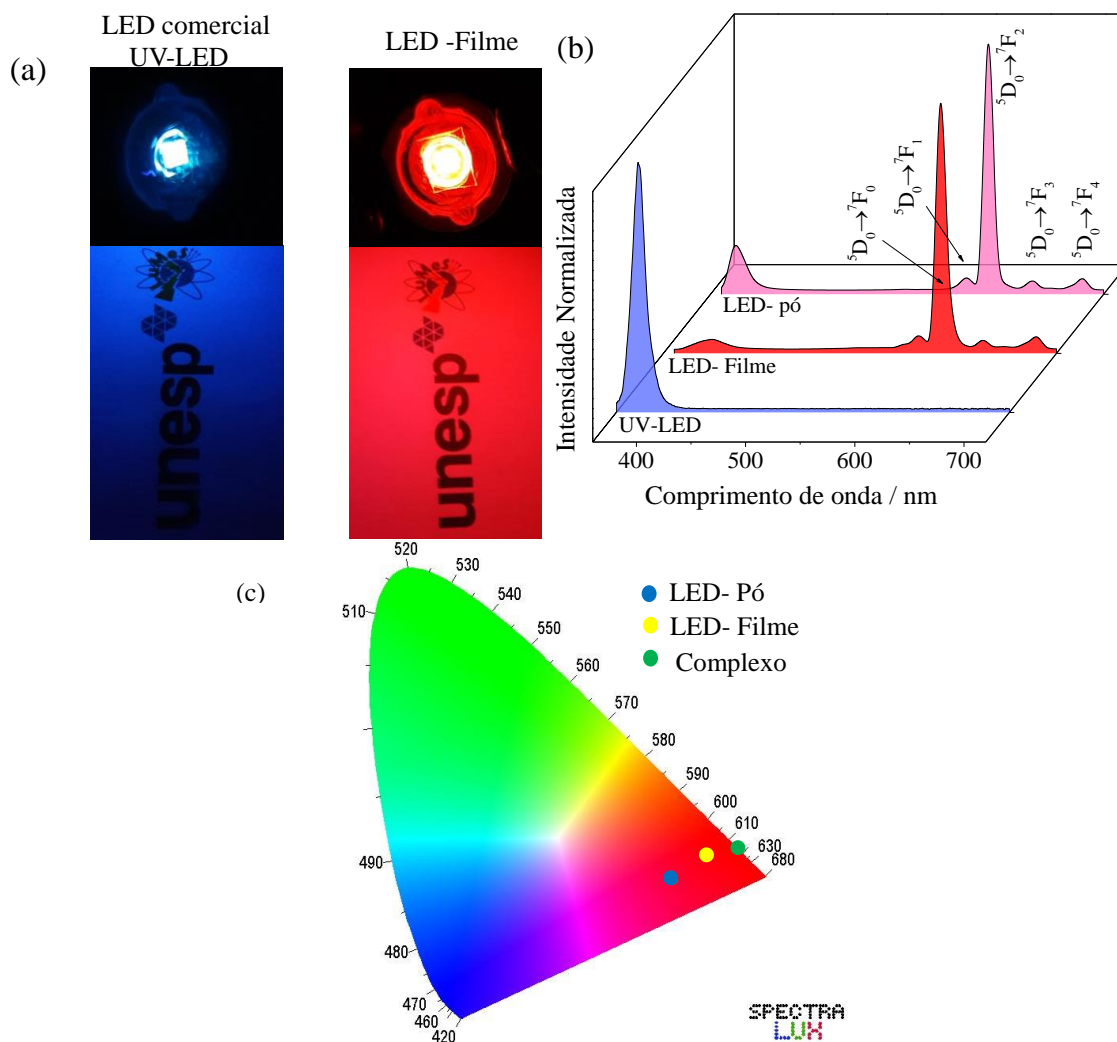 LED comercial
UV-LED
LED -Filme
(a)
unesp
unesp
(b)
Intensidade Normalizada
⁵D₀→⁷F₀
⁵D₀→⁷F₁
⁵D₀→⁷F₂
⁵D₀→⁷F₃
⁵D₀→⁷F₄
LED- pó
LED- Filme
UV-LED
400 500 600 700
Comprimento de onda / nm
(c)
LED- Pó
LED- Filme
Complexo
520
530
540
510
550
560
570
580
590
600
610
630
680
490
480
470
460
420
SPECTRA
LUX